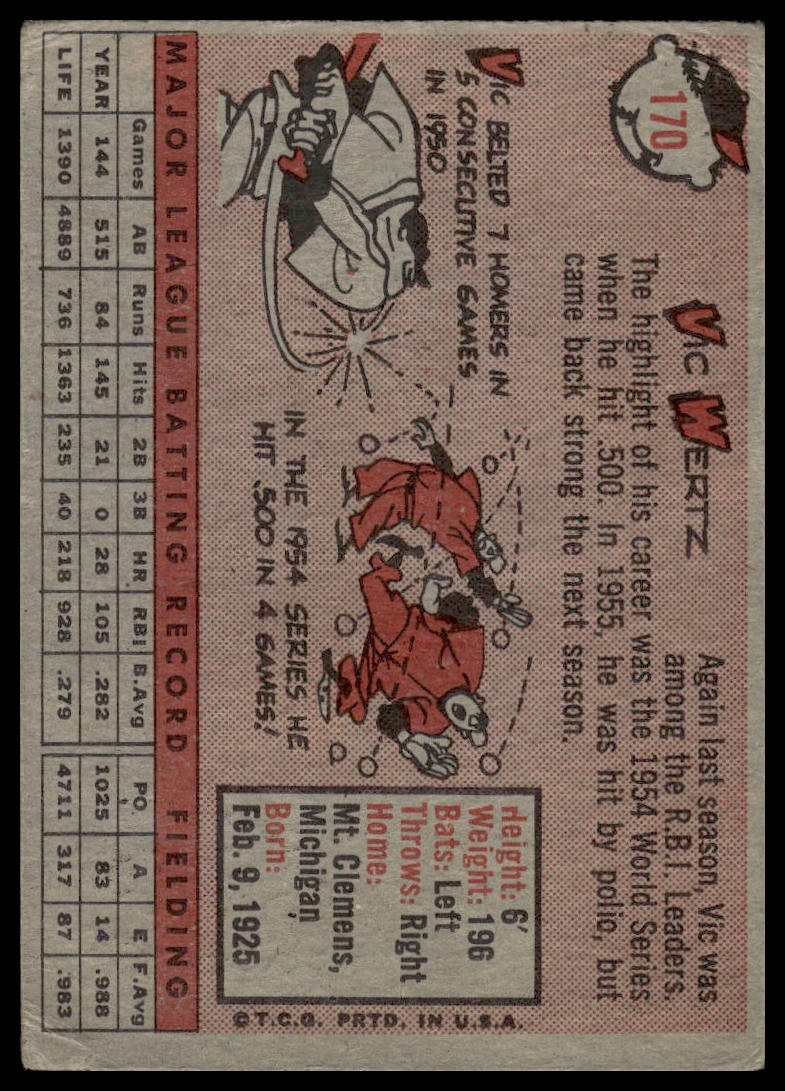 170
VIC WERTZ
Again last season, Vic was
among the R.B.I. Leaders.
The highlight of his career was the 1954 World Series
when he hit .500. In 1955, he was hit by polio, but
came back strong the next season.
VIC BELTED 7 HOMERS IN
5 CONSECUTIVE GAMES
IN 1950
IN THE 1954 SERIES HE
HIT .500 IN 4 GAMES!
Height: 6'
Weight: 196
Bats: Left
Throws: Right
Home:
Mt. Clemens,
Michigan
Born:
Feb. 9, 1925
©T.C.G. PRTD. IN U.S.A.
MAJOR LEAGUE BATTING RECORD FIELDING
Games AB Runs Hits 2B 3B HR RBI B.Avg PO A E F.Avg
YEAR 144 515 84 145 21 0 28 105 .282 1025 83 14 .988
LIFE 1390 4889 736 1363 235 40 218 928 .279 4711 317 87 .983